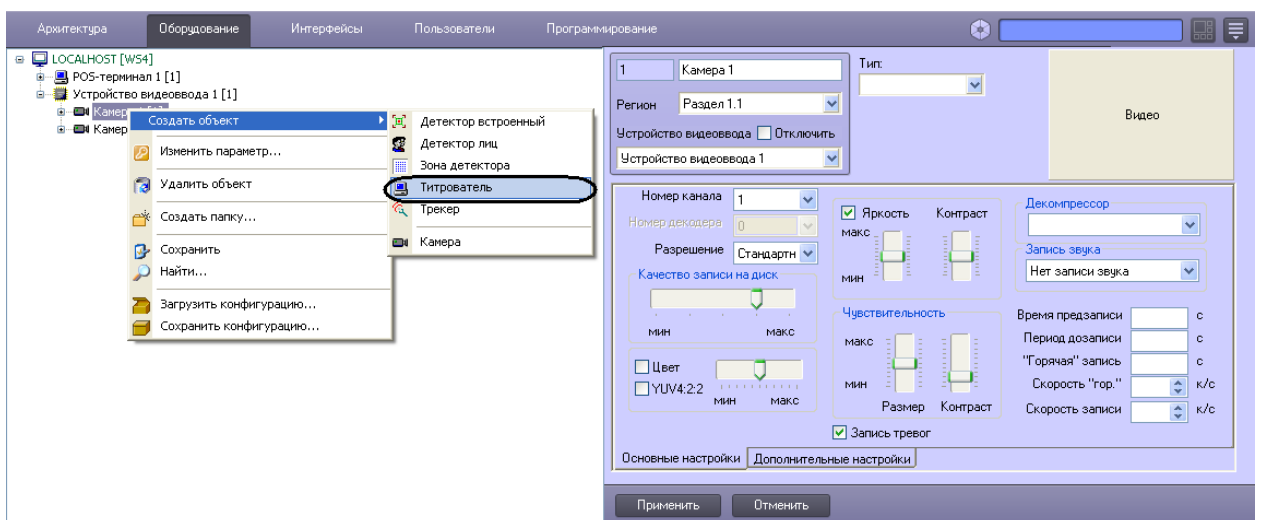 Архитектура Оборудование Интерфейсы Пользователи Программирование
LOCALHOST [WS4]
POS-терминал 1 [1]
Устройство видеоввода 1 [1]
Камер
Камер
Создать объект
Изменить параметр...
Удалить объект
Создать папку...
Сохранить
Найти...
Загрузить конфигурацию...
Сохранить конфигурацию...
Детектор встроенный
Детектор лиц
Зона детектора
Титрователь
Трекер
Камера
1 Камера 1
Регион Раздел 1.1
Устройство видеоввода Отключить
Устройство видеоввода 1
Тип:
Видео
Номер канала 1
Номер декодера 0
Разрешение Стандартн
Качество записи на диск
мин макс
Цвет
YUV4:2:2
мин макс
Яркость Контраст
макс
мин
Чувствительность
макс
мин
Размер Контраст
Запись тревог
Декомпрессор
Запись звука
Нет записи звука
Время предзаписи с
Период дозаписи с
"Горячая" запись с
Скорость "гор." к/с
Скорость записи к/с
Основные настройки Дополнительные настройки
Применить Отменить